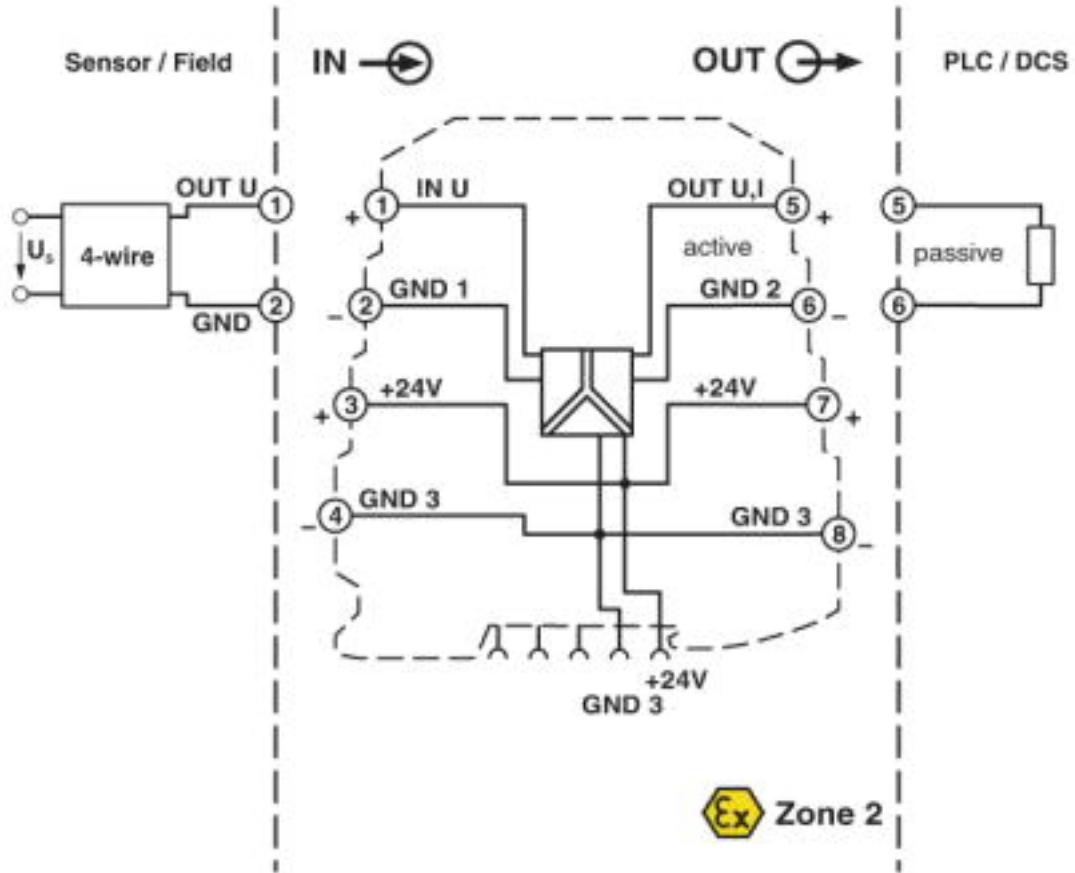 Sensor / Field
IN
OUT
PLC / DCS
OUT U
1
1
IN U
OUT U,I
5
5
+
+
Us
4-wire
active
passive
GND 1
GND 2
2
2
6
6
GND
–
–
+24V
+24V
3
7
+
+
GND 3
GND 3
4
8
–
–
+24V
GND 3
Ex Zone 2